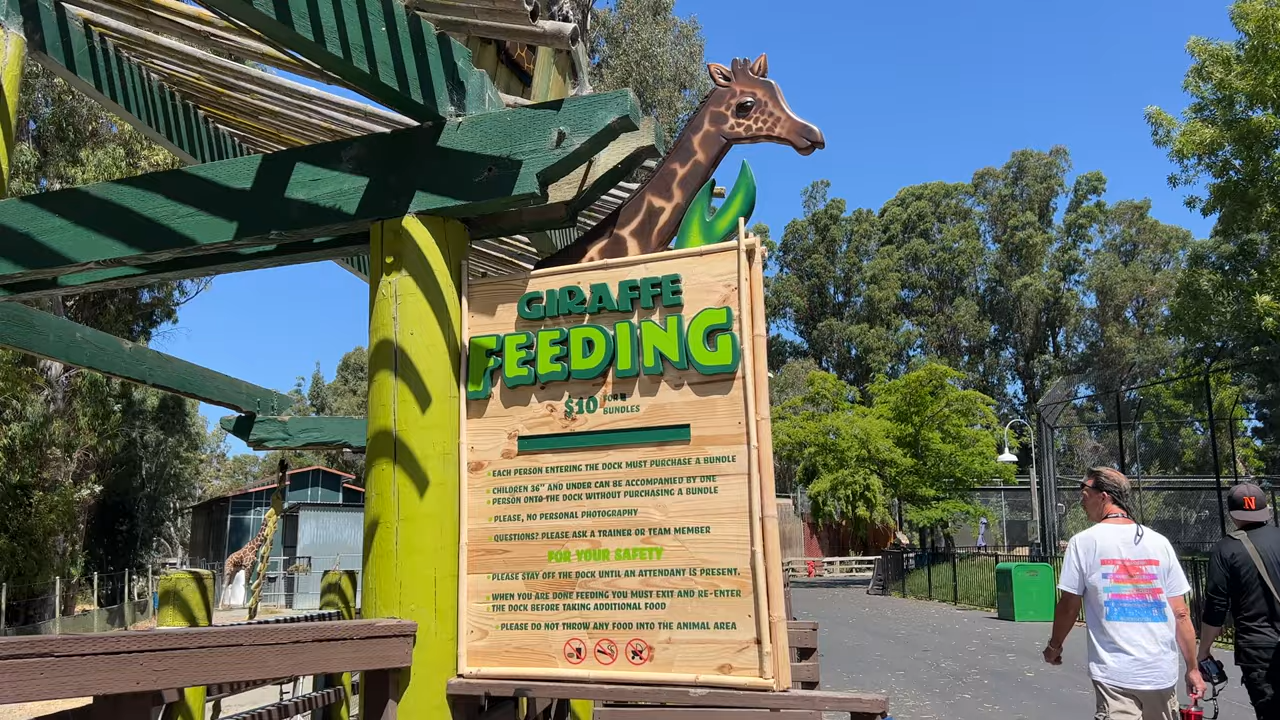 GIRAFFE
FEEDING
$10 FOR
BUNDLES
EACH PERSON ENTERING THE DOCK MUST PURCHASE A BUNDLE
CHILDREN 36" AND UNDER CAN BE ACCOMPANIED BY ONE
PERSON ONTO THE DOCK WITHOUT PURCHASING A BUNDLE
PLEASE, NO PERSONAL PHOTOGRAPHY
QUESTIONS? PLEASE ASK A TRAINER OR TEAM MEMBER
FOR YOUR SAFETY
PLEASE STAY OFF THE DOCK UNTIL AN ATTENDANT IS PRESENT.
WHEN YOU ARE DONE FEEDING YOU MUST EXIT AND RE-ENTER
THE DOCK BEFORE TAKING ADDITIONAL FOOD
PLEASE DO NOT THROW ANY FOOD INTO THE ANIMAL AREA
N